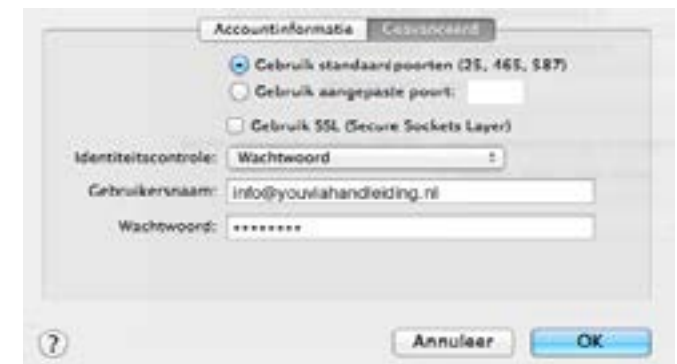 Accountinformatie Geavanceerd
Gebruik standaardpoorten (25, 465, 587)
Gebruik aangepaste poort:
Gebruik SSL (Secure Sockets Layer)
Identiteitscontrole: Wachtwoord
Gebruikersnaam: info@youviahandleiding.nl
Wachtwoord: ••••••••
? Annuleer OK